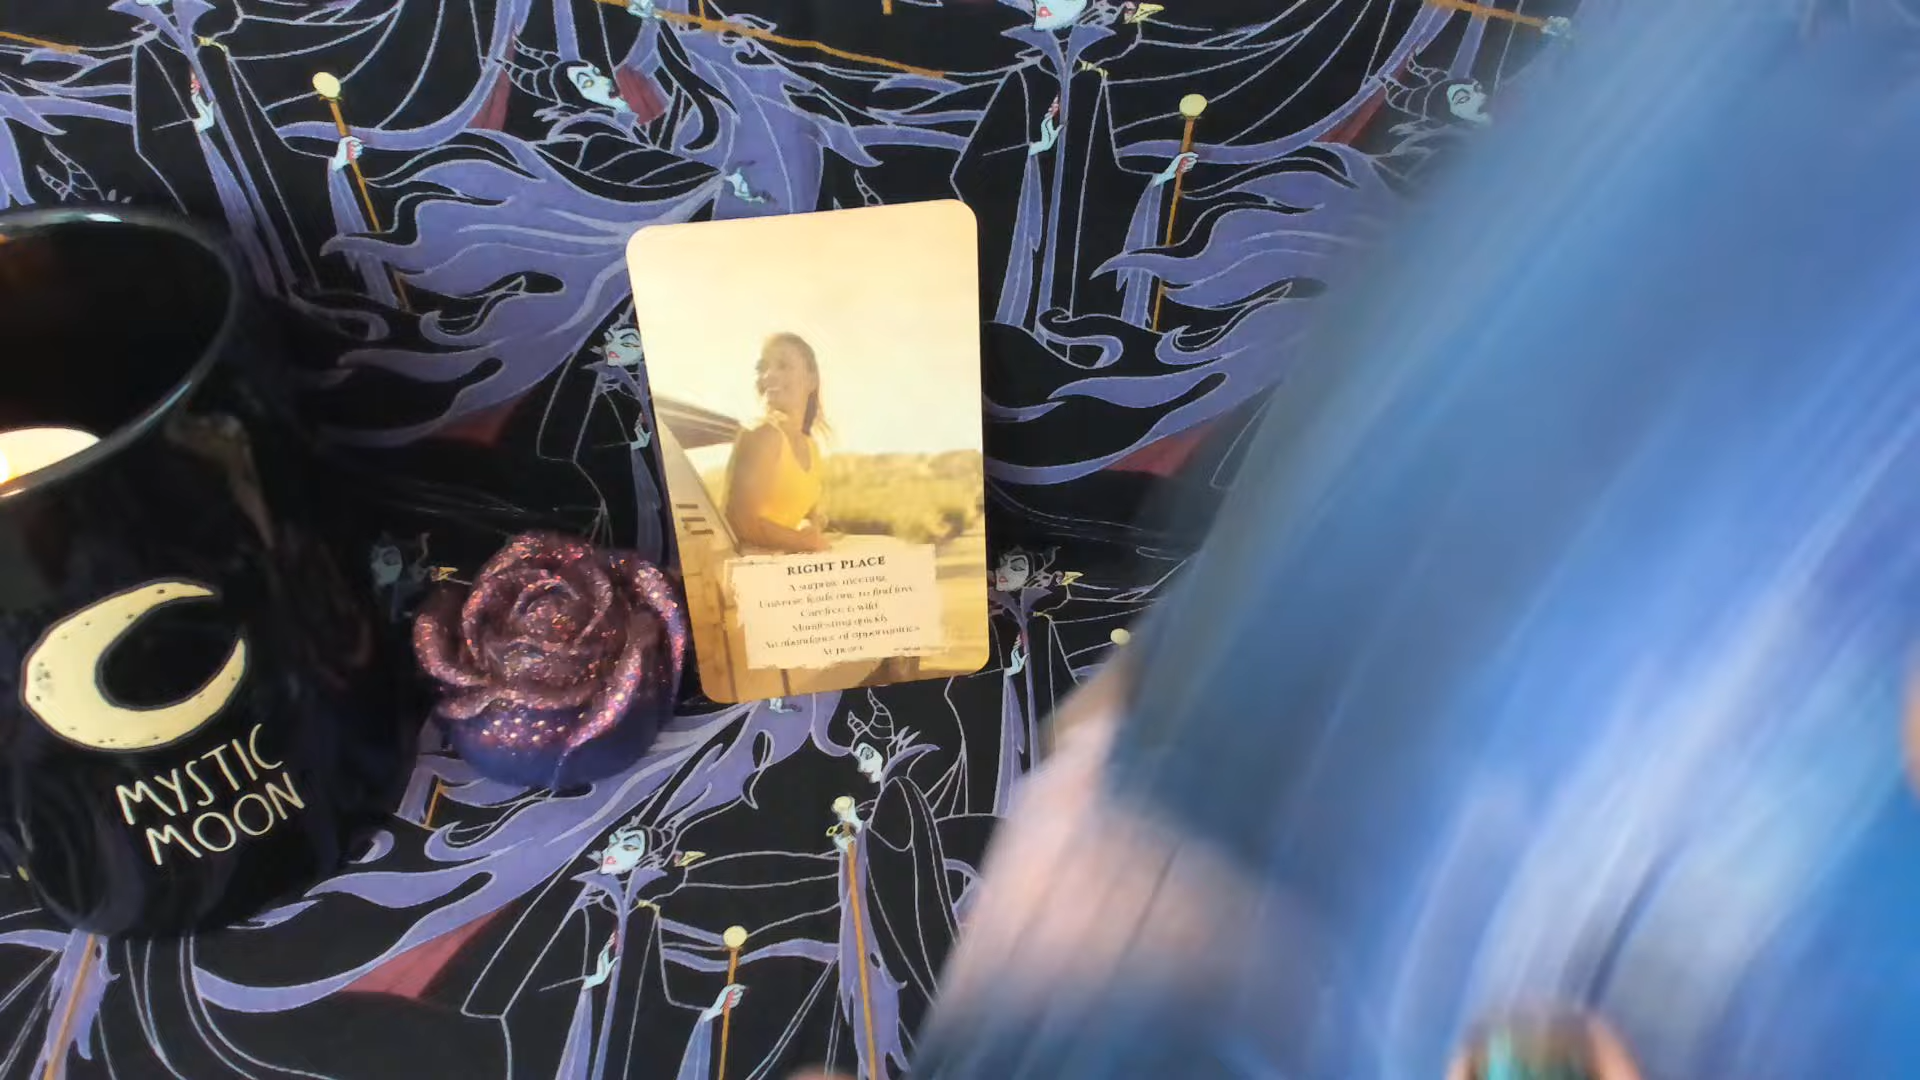 RIGHT PLACE
A surprise meeting
Universe leads one to find love
Carefree & wild
Manifesting quickly
An abundance of opportunities
At peace
MYSTIC
MOON